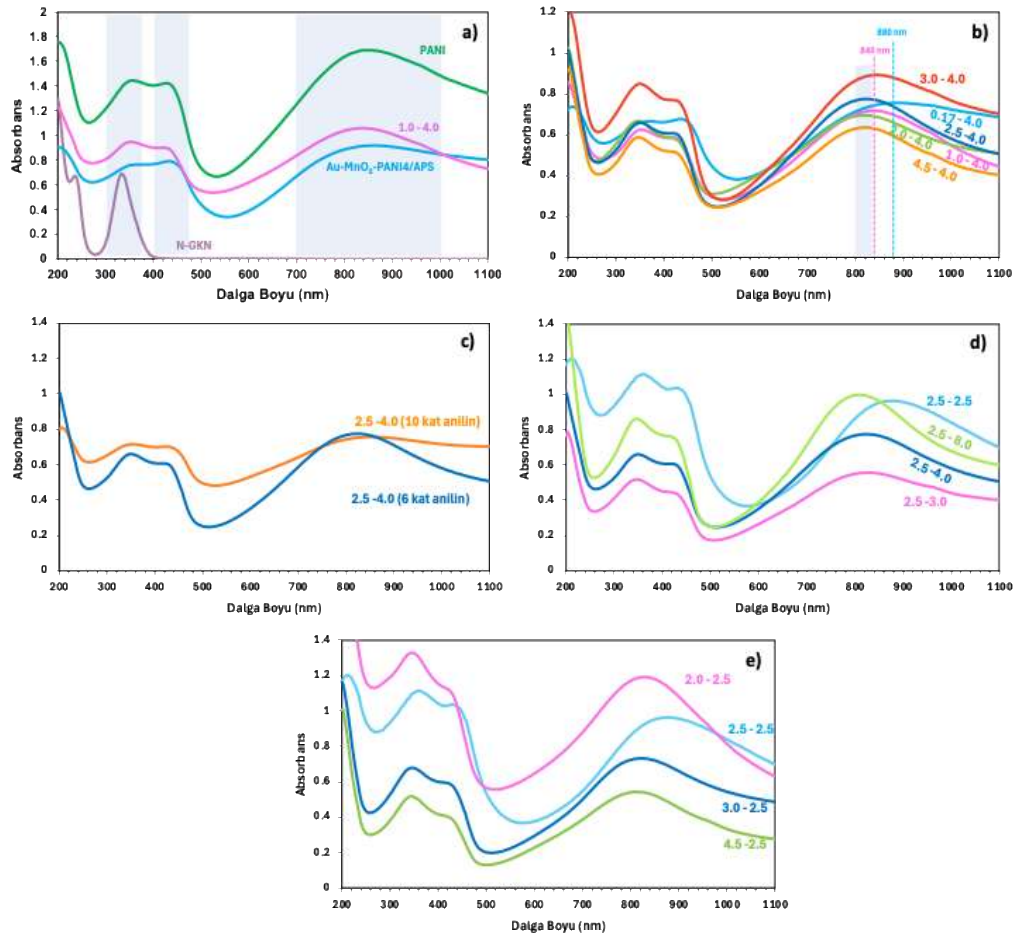 2
1.8
1.6
1.4
1.2
1
0.8
0.6
0.4
0.2
0
Absorbans
a)
PANI
1.0 - 4.0
Au-MnO₂-PANI4/APS
N-GKN
200 300 400 500 600 700 800 900 1000 1100
Dalga Boyu (nm)
1.2
1
0.8
0.6
0.4
0.2
0
Absorbans
b)
880 nm
840 nm
3.0 - 4.0
0.17 - 4.0
2.5 - 4.0
2.0 - 4.0
1.0 - 4.0
4.5 - 4.0
200 300 400 500 600 700 800 900 1000 1100
Dalga Boyu (nm)
1.4
1.2
1
0.8
0.6
0.4
0.2
0
Absorbans
c)
2.5 -4.0 (10 kat anilin)
2.5 -4.0 (6 kat anilin)
200 300 400 500 600 700 800 900 1000 1100
Dalga Boyu (nm)
1.4
1.2
1
0.8
0.6
0.4
0.2
0
Absorbans
d)
2.5 - 2.5
2.5 - 8.0
2.5 -4.0
2.5 -3.0
200 300 400 500 600 700 800 900 1000 1100
Dalga Boyu (nm)
1.4
1.2
1
0.8
0.6
0.4
0.2
0
Absorbans
e)
2.0 - 2.5
2.5 - 2.5
3.0 - 2.5
4.5 -2.5
200 300 400 500 600 700 800 900 1000 1100
Dalga Boyu (nm)